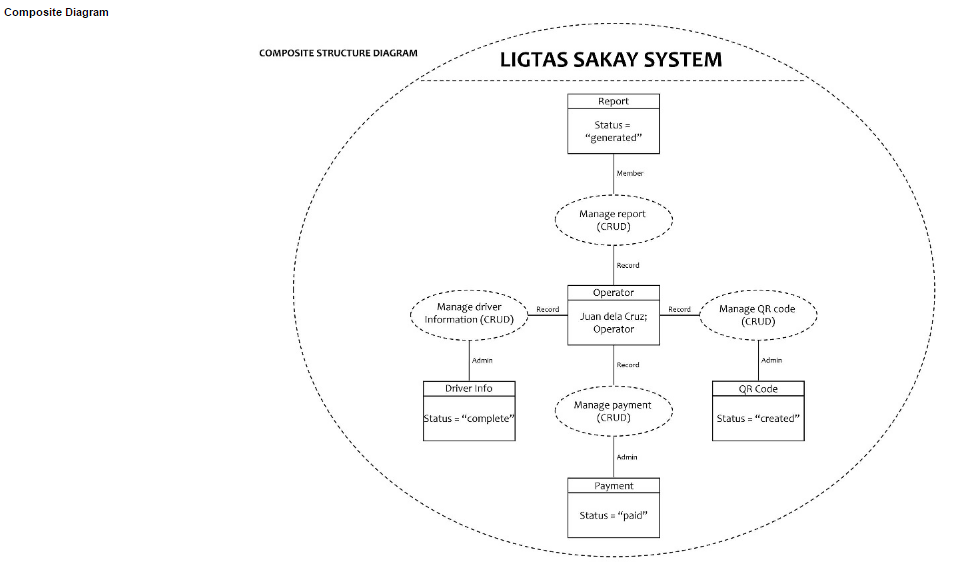 Composite Diagram
COMPOSITE STRUCTURE DIAGRAM
LIGTAS SAKAY SYSTEM
Report
Status =
“generated”
Member
Manage report
(CRUD)
Record
Manage driver
Information (CRUD)
Record
Operator
Juan dela Cruz;
Operator
Record
Manage QR code
(CRUD)
Admin
Record
Admin
Driver Info
Status = “complete”
Manage payment
(CRUD)
QR Code
Status = “created”
Admin
Payment
Status = “paid”